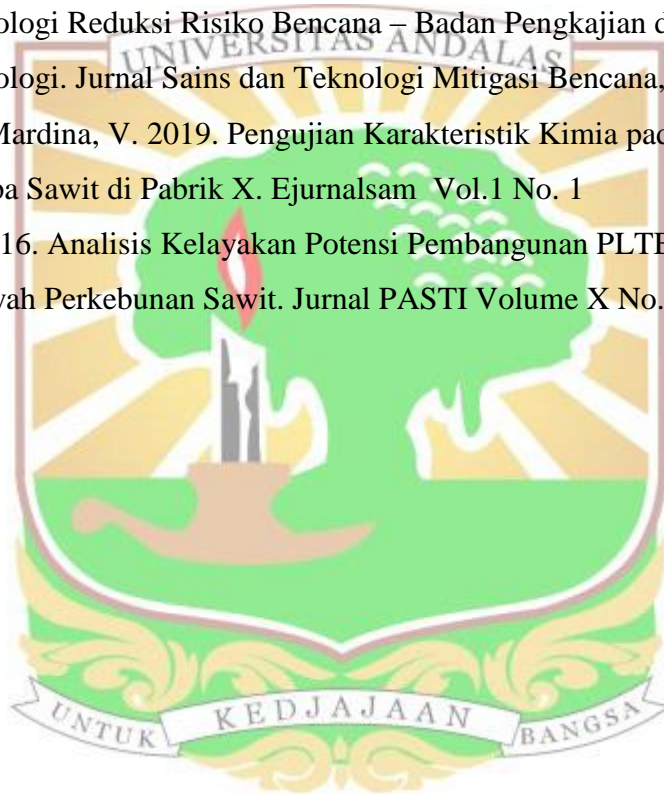 ologi Reduksi Risiko Bencana – Badan Pengkajian d
UNIVERSITAS ANDALAS
ologi. Jurnal Sains dan Teknologi Mitigasi Bencana,
Mardina, V. 2019. Pengujian Karakteristik Kimia pad
pa Sawit di Pabrik X. Ejurnalsam Vol.1 No. 1
16. Analisis Kelayakan Potensi Pembangunan PLTB
yah Perkebunan Sawit. Jurnal PASTI Volume X No.
UNTUK KEDJAJAAN BANGSA